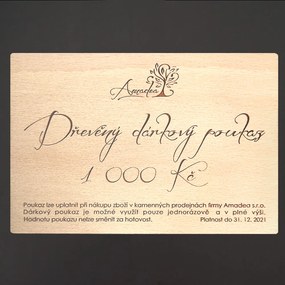 Amadea
Dřevěný dárkový poukaz
1 000 Kč
Poukaz lze uplatnit při nákupu zboží v kamenných prodejnách firmy Amadea s.r.o.
Dárkový poukaz je možné využít pouze jednorázově a v plné výši.
Hodnotu poukazu nelze směnit za hotovost. Platnost do 31. 12. 2021